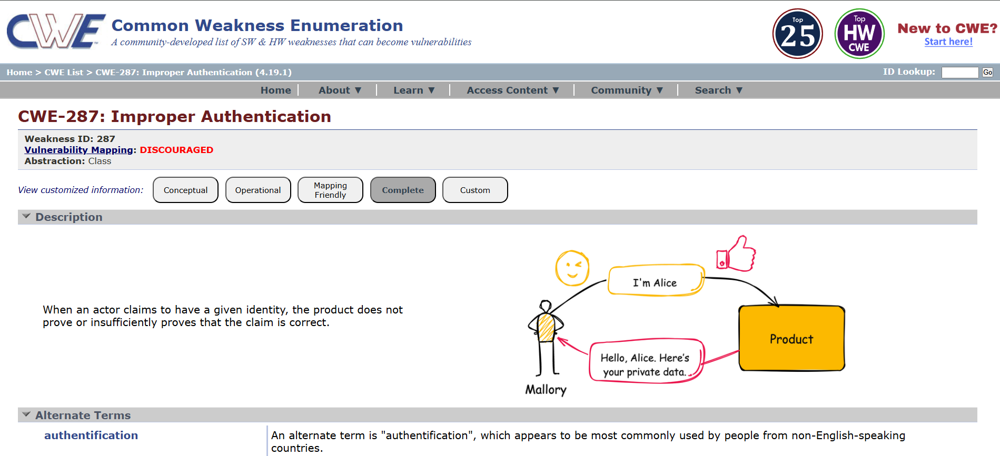 CWE
Common Weakness Enumeration
A community-developed list of SW & HW weaknesses that can become vulnerabilities
Top
25
Top
HW
CWE
New to CWE?
Start here!
Home > CWE List > CWE-287: Improper Authentication (4.19.1)
ID Lookup:
Go
Home
About ▼
Learn ▼
Access Content ▼
Community ▼
Search ▼
CWE-287: Improper Authentication
Weakness ID: 287
Vulnerability Mapping: DISCOURAGED
Abstraction: Class
View customized information:
Conceptual
Operational
Mapping
Friendly
Complete
Custom
Description
When an actor claims to have a given identity, the product does not
prove or insufficiently proves that the claim is correct.
I'm Alice
Product
Hello, Alice. Here's
your private data...
Mallory
Alternate Terms
authentification
An alternate term is "authentification", which appears to be most commonly used by people from non-English-speaking
countries.